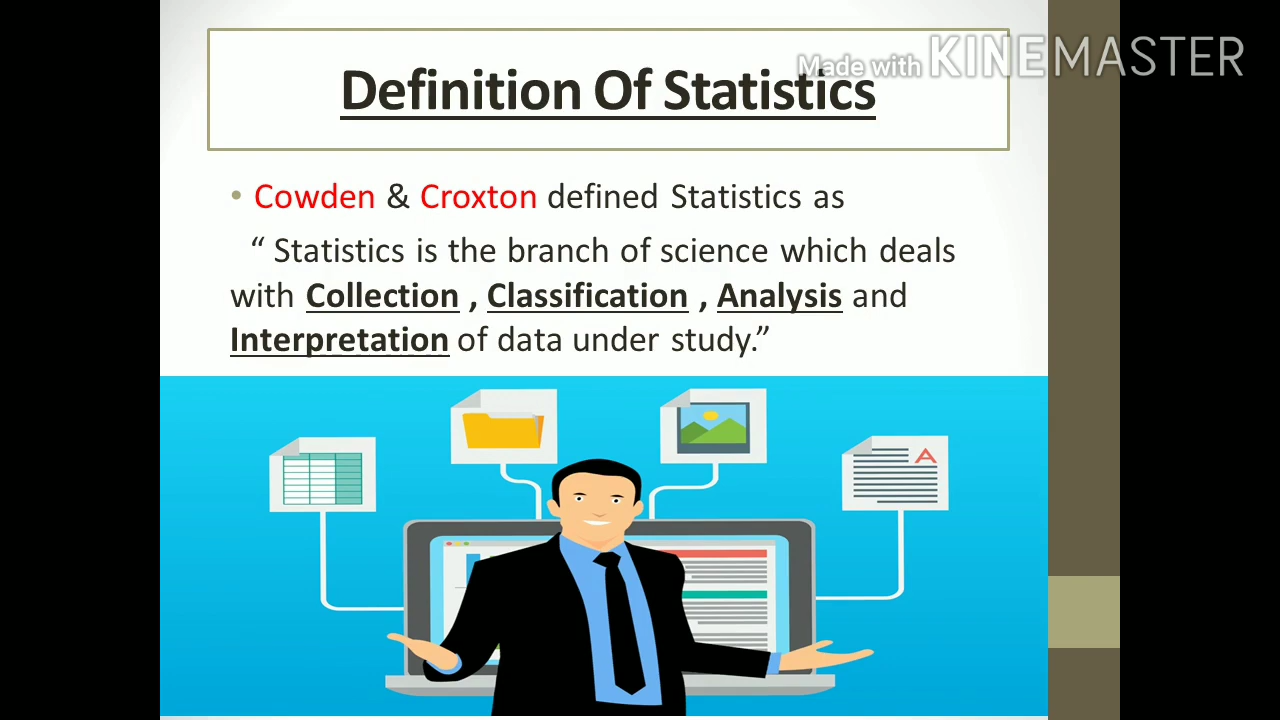 Made with KINEMASTER
Definition Of Statistics
• Cowden & Croxton defined Statistics as
“ Statistics is the branch of science which deals
with Collection , Classification , Analysis and
Interpretation of data under study.”
A